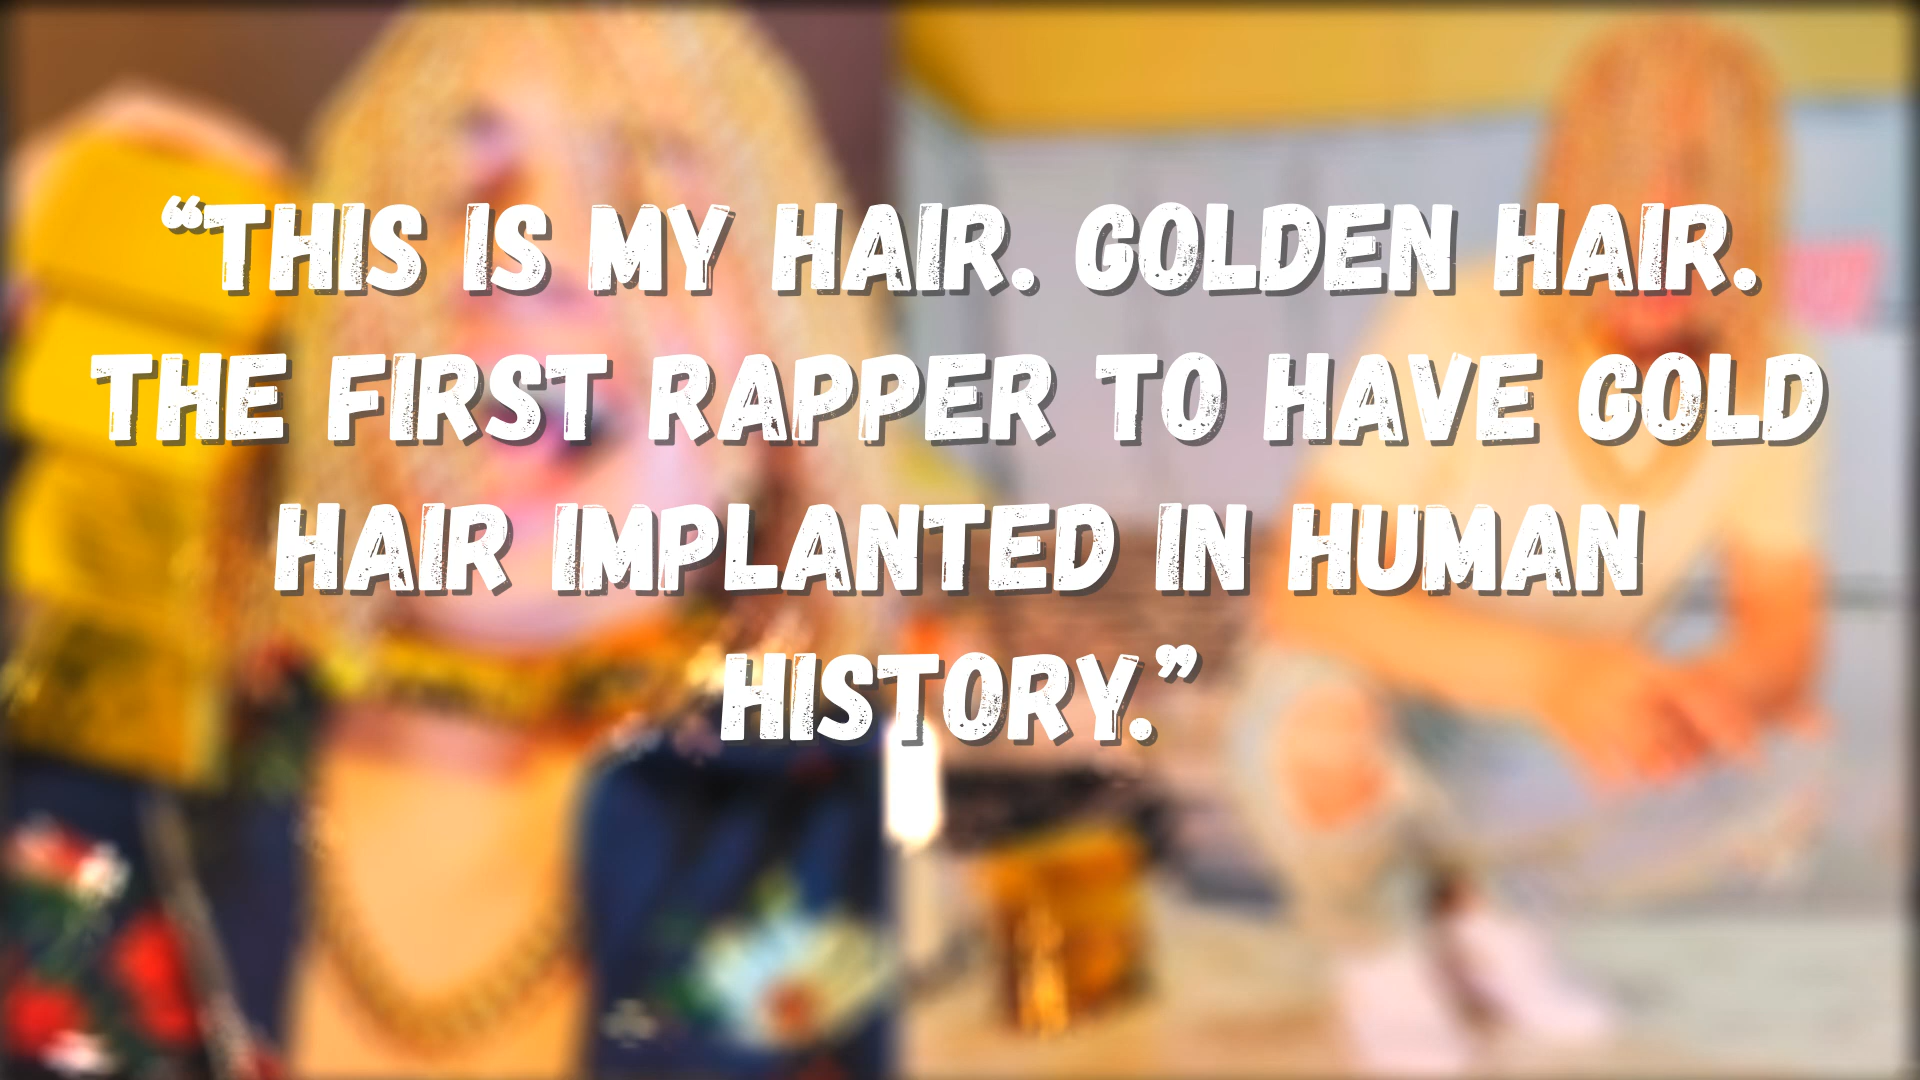 “THIS IS MY HAIR. GOLDEN HAIR.
THE FIRST RAPPER TO HAVE GOLD
HAIR IMPLANTED IN HUMAN
HISTORY.”